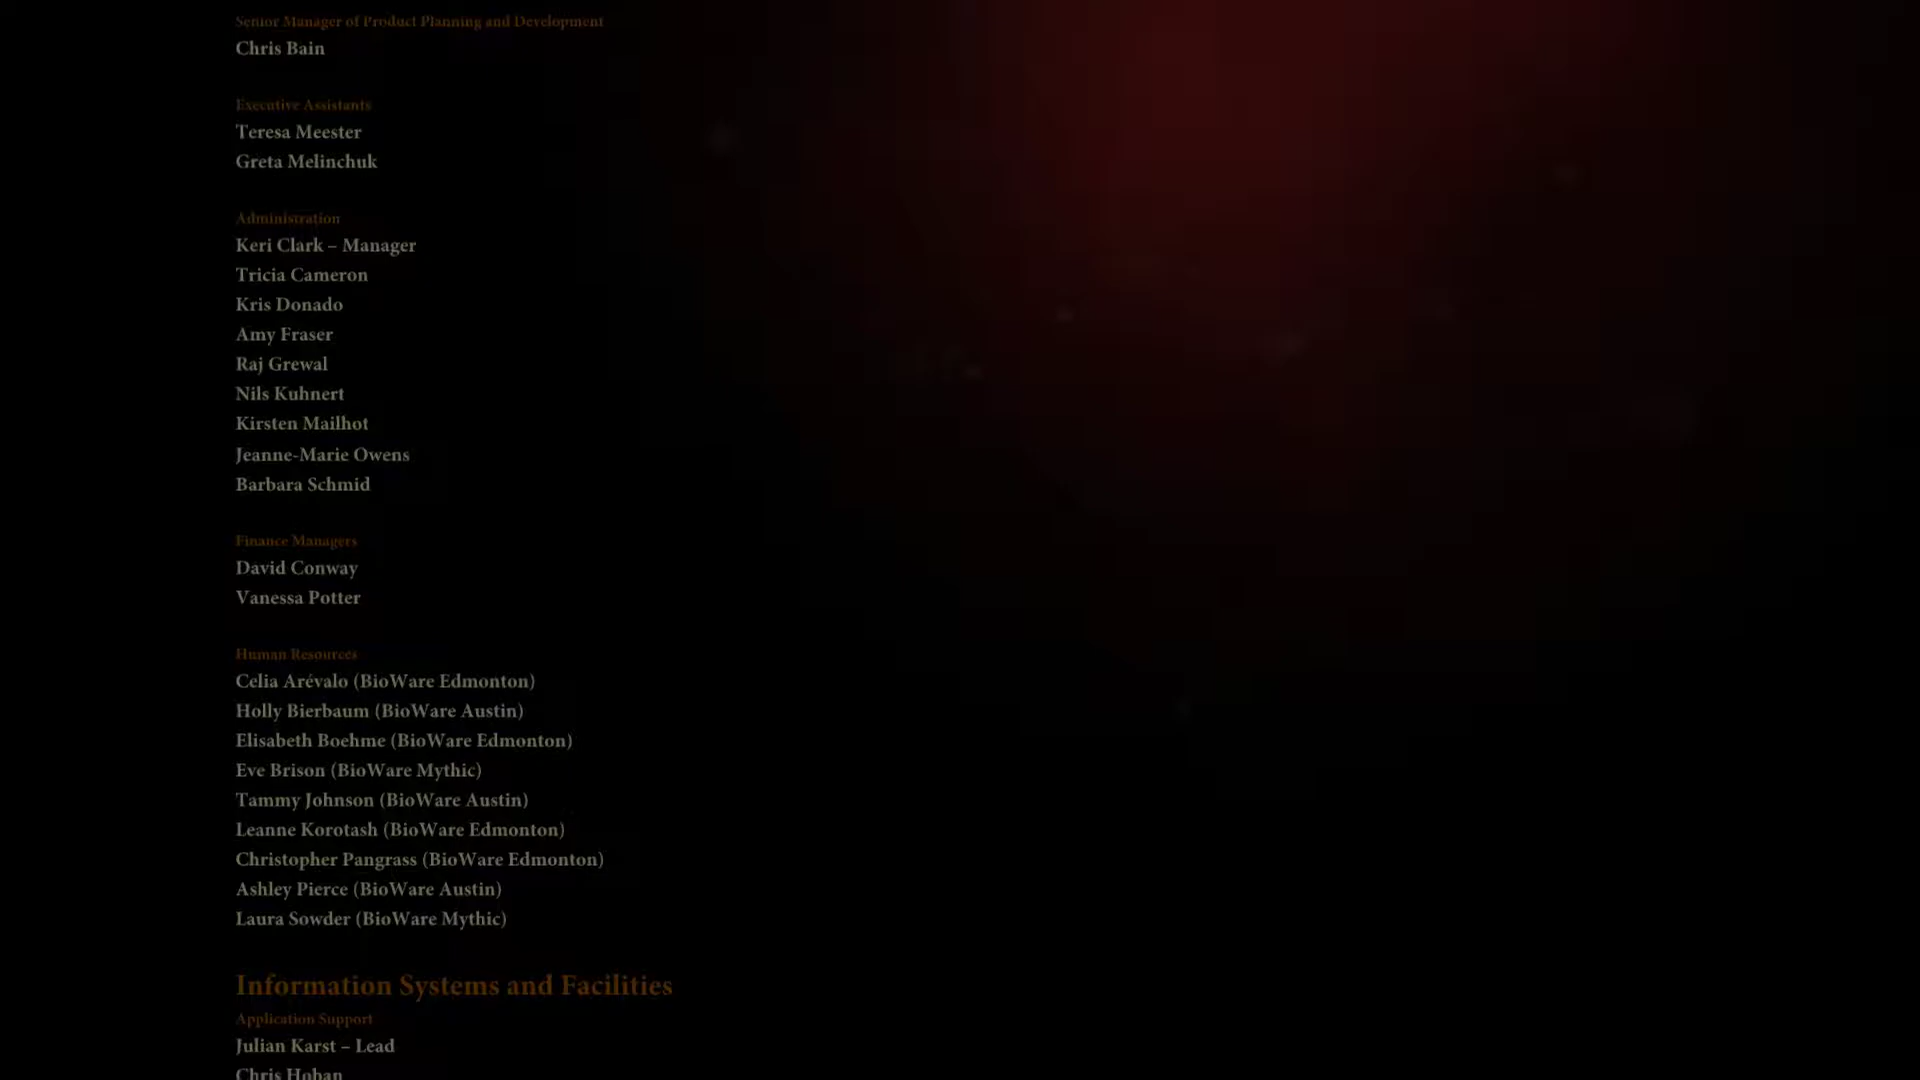 Senior Manager of Product Planning and Development
Chris Bain
Executive Assistants
Teresa Meester
Greta Melinchuk
Administration
Keri Clark – Manager
Tricia Cameron
Kris Donado
Amy Fraser
Raj Grewal
Nils Kuhnert
Kirsten Mailhot
Jeanne-Marie Owens
Barbara Schmid
Finance Managers
David Conway
Vanessa Potter
Human Resources
Celia Arévalo (BioWare Edmonton)
Holly Bierbaum (BioWare Austin)
Elisabeth Boehme (BioWare Edmonton)
Eve Brison (BioWare Mythic)
Tammy Johnson (BioWare Austin)
Leanne Korotash (BioWare Edmonton)
Christopher Pangrass (BioWare Edmonton)
Ashley Pierce (BioWare Austin)
Laura Sowder (BioWare Mythic)
Information Systems and Facilities
Application Support
Julian Karst – Lead
Chris Hoban